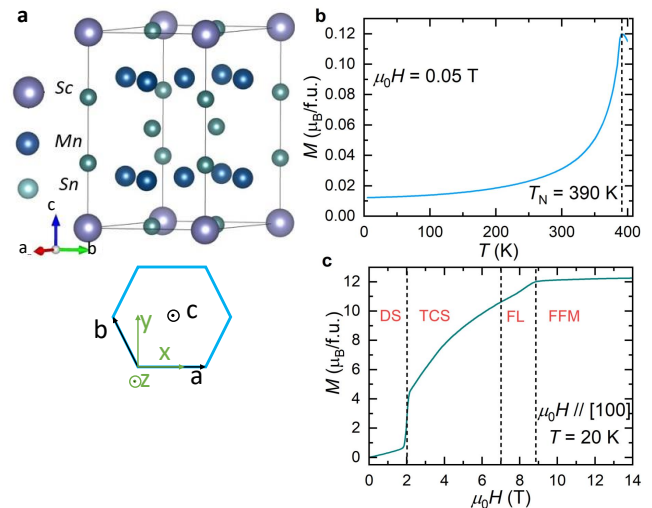 a
Sc
Mn
Sn
c
a
b
y
b
c
x
z
a
b
0.12
0.10
0.08
0.06
0.04
0.02
0.00
M (μB/f.u.)
μ0H = 0.05 T
TN = 390 K
0
100
200
300
400
T (K)
c
12
10
8
6
4
2
0
M (μB/f.u.)
DS
TCS
FL
FFM
μ0H // [100]
T = 20 K
0
2
4
6
8
10
12
14
μ0H (T)